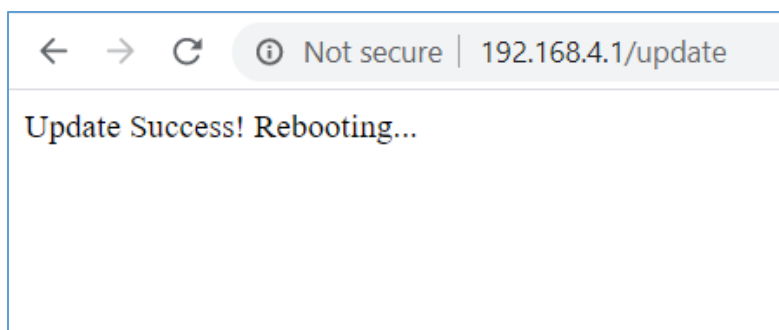 Not secure | 192.168.4.1/update
Update Success! Rebooting...